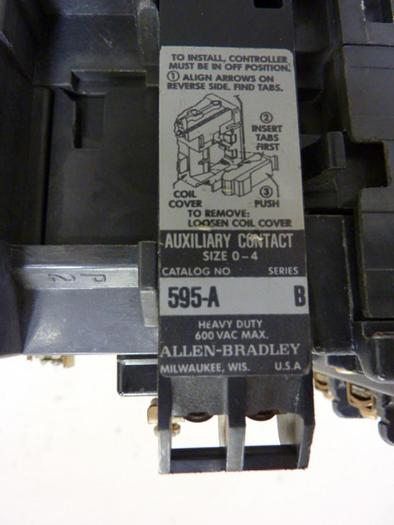 TO INSTALL, CONTROLLER
MUST BE IN OFF POSITION.
① ALIGN ARROWS ON
REVERSE SIDE. FIND TABS.
②
INSERT
TABS
FIRST
COIL
COVER
③
PUSH
TO REMOVE:
LOOSEN COIL COVER
AUXILIARY CONTACT
SIZE 0-4
CATALOG NO SERIES
595-A B
HEAVY DUTY
600 VAC MAX.
ALLEN-BRADLEY
MILWAUKEE, WIS. U.S.A
P2